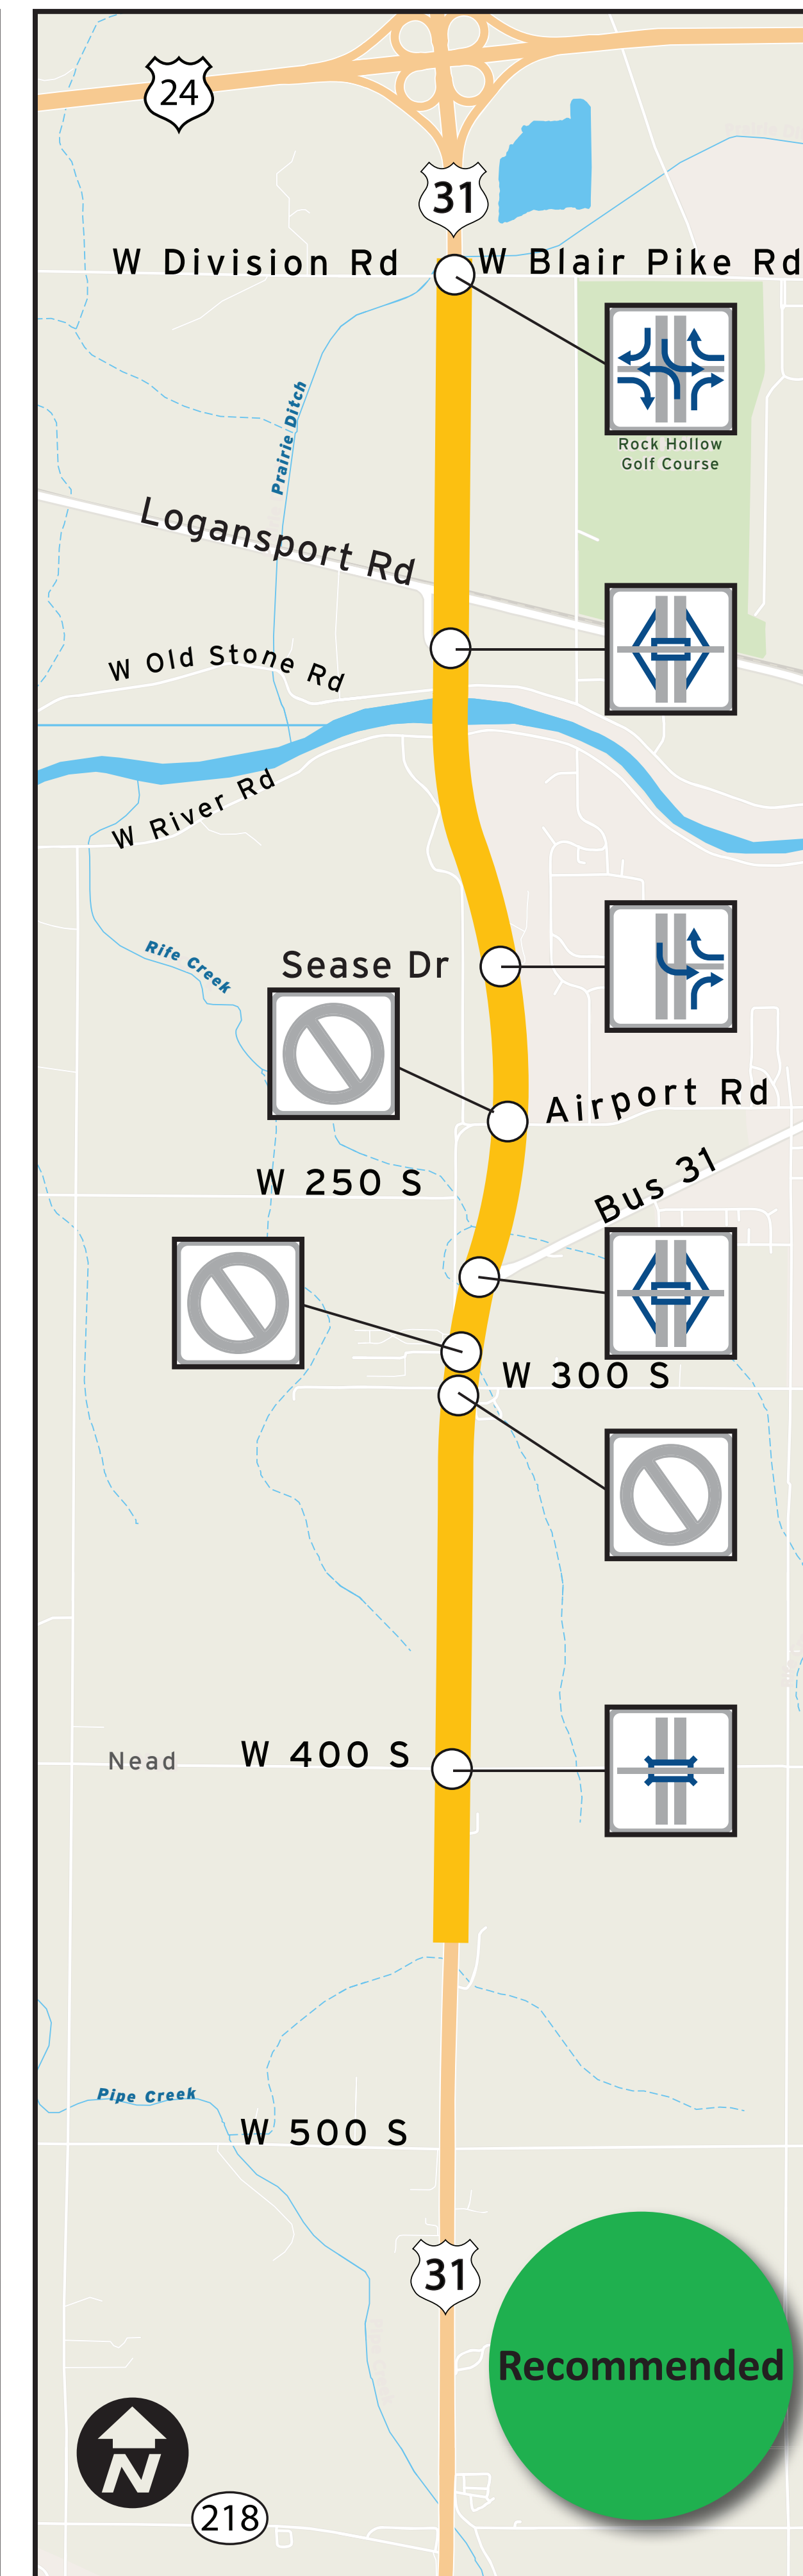 24
31
W Division Rd
W Blair Pike Rd
Prairie Ditch
Rock Hollow
Golf Course
Logansport Rd
W Old Stone Rd
W River Rd
Rife Creek
Sease Dr
Airport Rd
W 250 S
Bus 31
W 300 S
Nead
W 400 S
Pipe Creek
W 500 S
31
Recommended
N
218